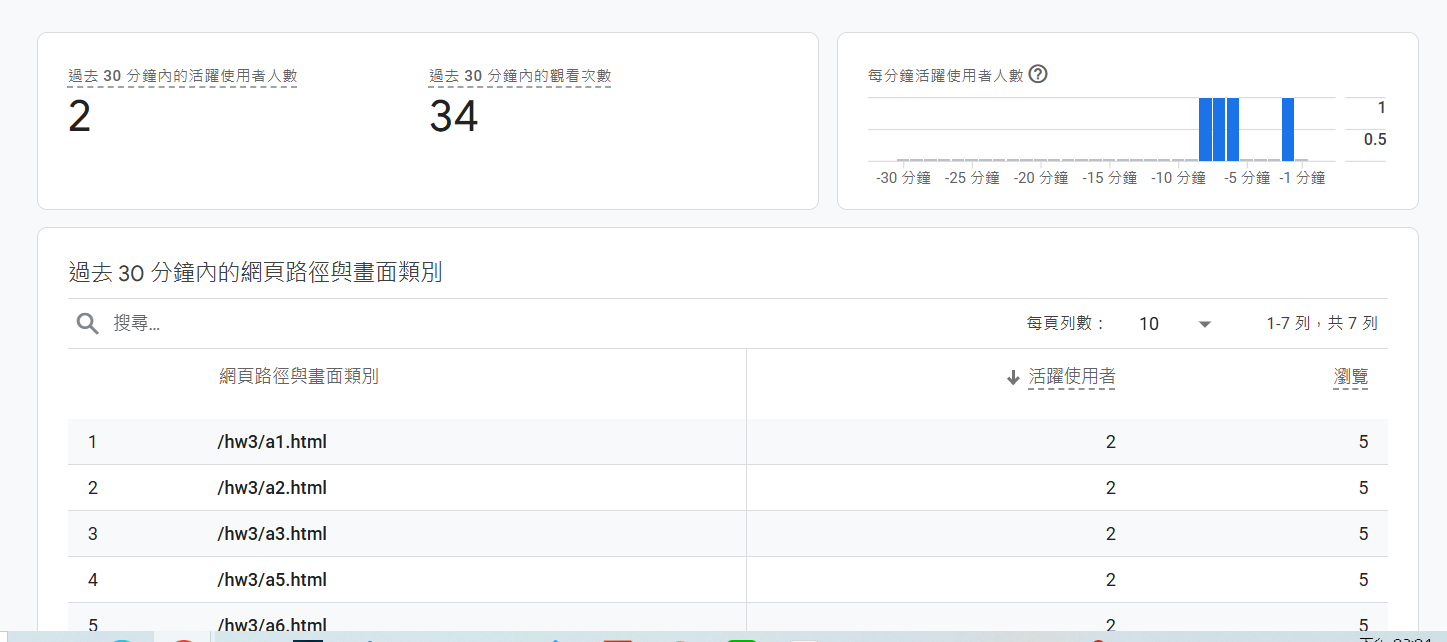 過去 30 分鐘內的活躍使用者人數
2
過去 30 分鐘內的觀看次數
34
每分鐘活躍使用者人數
1
0.5
-30 分鐘 -25 分鐘 -20 分鐘 -15 分鐘 -10 分鐘 -5 分鐘 -1 分鐘
過去 30 分鐘內的網頁路徑與畫面類別
搜尋... 每頁列數： 10 1-7 列，共 7 列
網頁路徑與畫面類別 活躍使用者 瀏覽
1 /hw3/a1.html 2 5
2 /hw3/a2.html 2 5
3 /hw3/a3.html 2 5
4 /hw3/a5.html 2 5
5 /hw3/a6.html 2 5